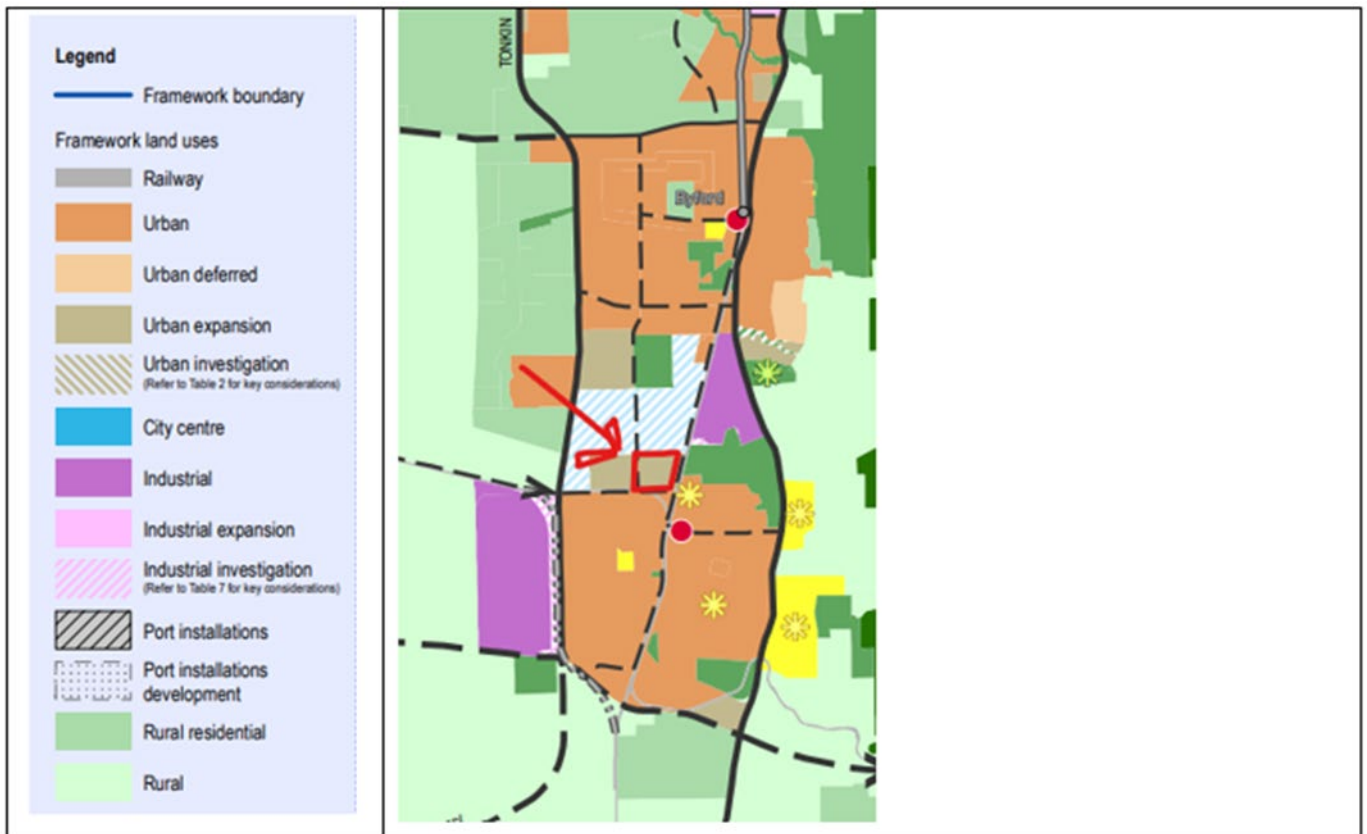 Legend
Framework boundary
Framework land uses
Railway
Urban
Urban deferred
Urban expansion
Urban investigation
(Refer to Table 2 for key considerations)
City centre
Industrial
Industrial expansion
Industrial investigation
(Refer to Table 7 for key considerations)
Port installations
Port installations
development
Rural residential
Rural
TONKIN
Byford